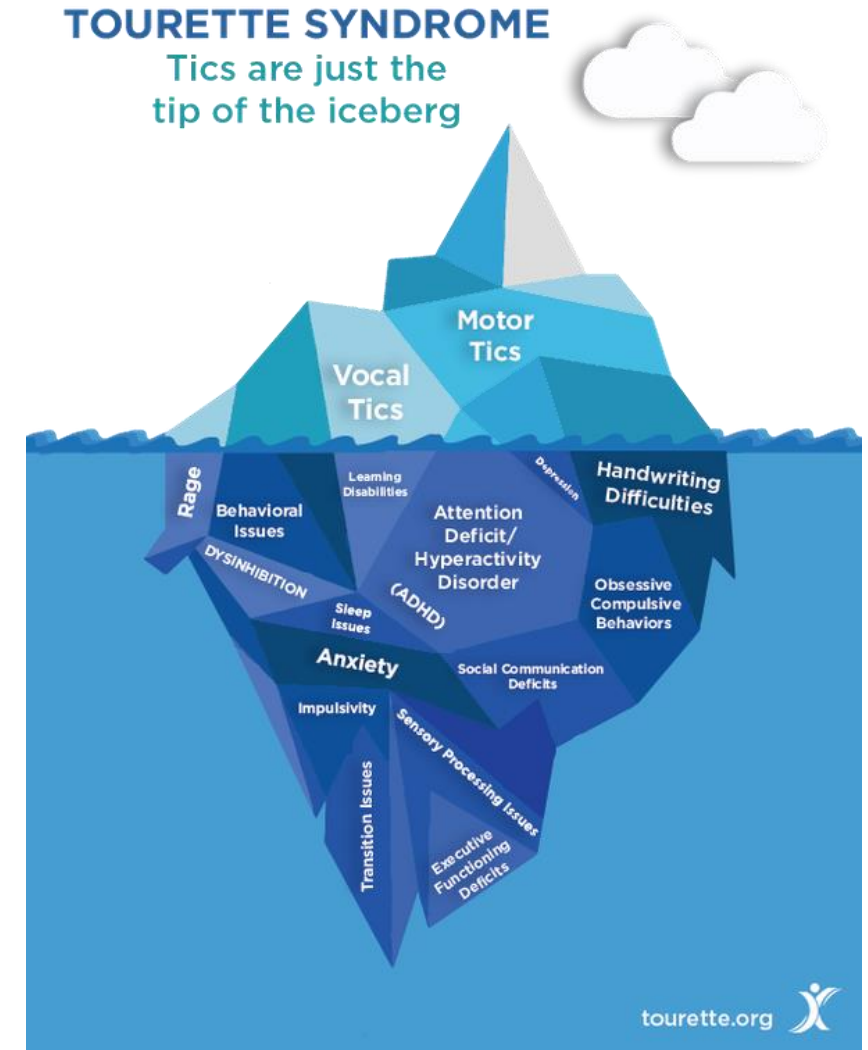 TOURETTE SYNDROME
Tics are just the
tip of the iceberg
Motor
Tics
Vocal
Tics
Rage
Behavioral
Issues
Learning
Disabilities
Attention
Deficit/
Hyperactivity
Disorder
(ADHD)
Depression
Handwriting
Difficulties
DYSINHIBITION
Sleep
Issues
Obsessive
Compulsive
Behaviors
Anxiety
Social Communication
Deficits
Impulsivity
Sensory Processing Issues
Transition Issues
Executive
Functioning
Deficits
tourette.org